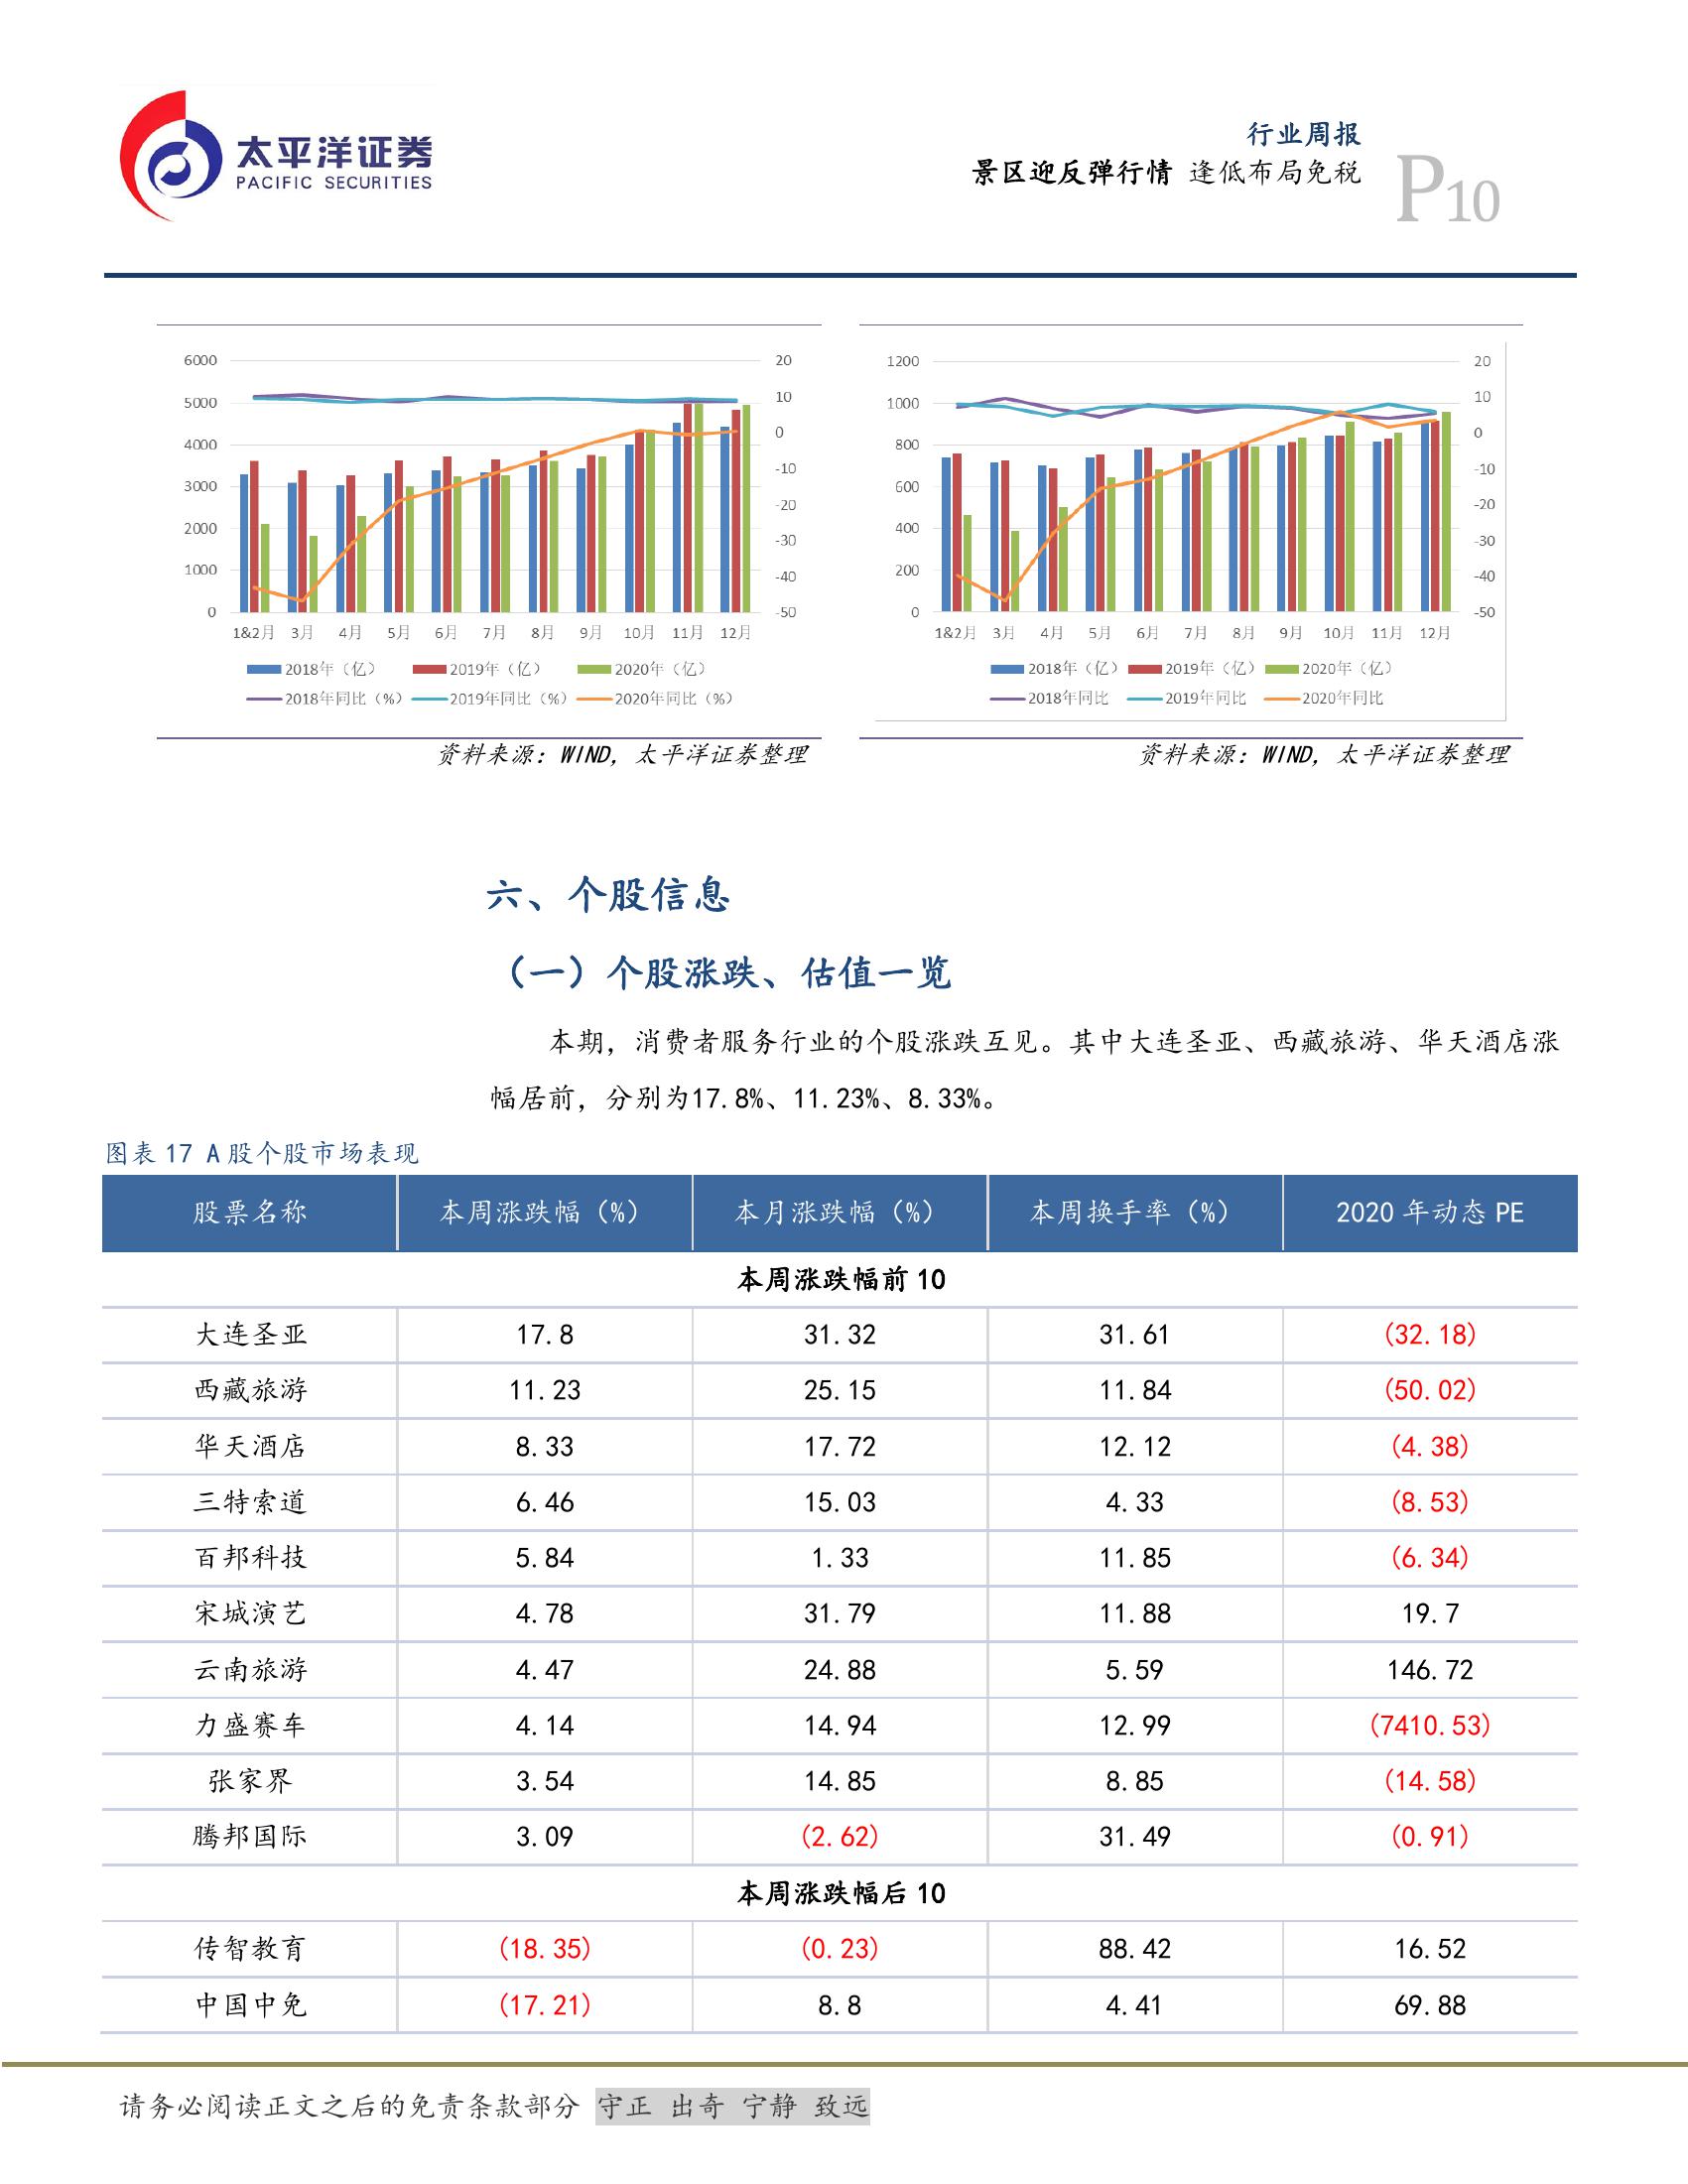 太平洋证券
PACIFIC SECURITIES
行业周报
景区迎反弹行情 逢低布局免税
P10
6000 20
5000 10
4000 0
3000 -10
2000 -20
1000 -30
0 -40
-50
1&2月 3月 4月 5月 6月 7月 8月 9月 10月 11月 12月
2018年（亿） 2019年（亿） 2020年（亿）
2018年同比（%） 2019年同比（%） 2020年同比（%）
资料来源：WIND，太平洋证券整理
1200 20
1000 10
800 0
600 -10
400 -20
200 -30
0 -40
-50
1&2月 3月 4月 5月 6月 7月 8月 9月 10月 11月 12月
2018年（亿） 2019年（亿） 2020年（亿）
2018年同比 2019年同比 2020年同比
资料来源：WIND，太平洋证券整理
六、个股信息
（一）个股涨跌、估值一览
本期，消费者服务行业的个股涨跌互见。其中大连圣亚、西藏旅游、华天酒店涨
幅居前，分别为17.8%、11.23%、8.33%。
图表 17 A 股个股市场表现
股票名称 本周涨跌幅（%） 本月涨跌幅（%） 本周换手率（%） 2020 年动态 PE
本周涨跌幅前 10
大连圣亚 17.8 31.32 31.61 (32.18)
西藏旅游 11.23 25.15 11.84 (50.02)
华天酒店 8.33 17.72 12.12 (4.38)
三特索道 6.46 15.03 4.33 (8.53)
百邦科技 5.84 1.33 11.85 (6.34)
宋城演艺 4.78 31.79 11.88 19.7
云南旅游 4.47 24.88 5.59 146.72
力盛赛车 4.14 14.94 12.99 (7410.53)
张家界 3.54 14.85 8.85 (14.58)
腾邦国际 3.09 (2.62) 31.49 (0.91)
本周涨跌幅后 10
传智教育 (18.35) (0.23) 88.42 16.52
中国中免 (17.21) 8.8 4.41 69.88
请务必阅读正文之后的免责条款部分 守正 出奇 宁静 致远